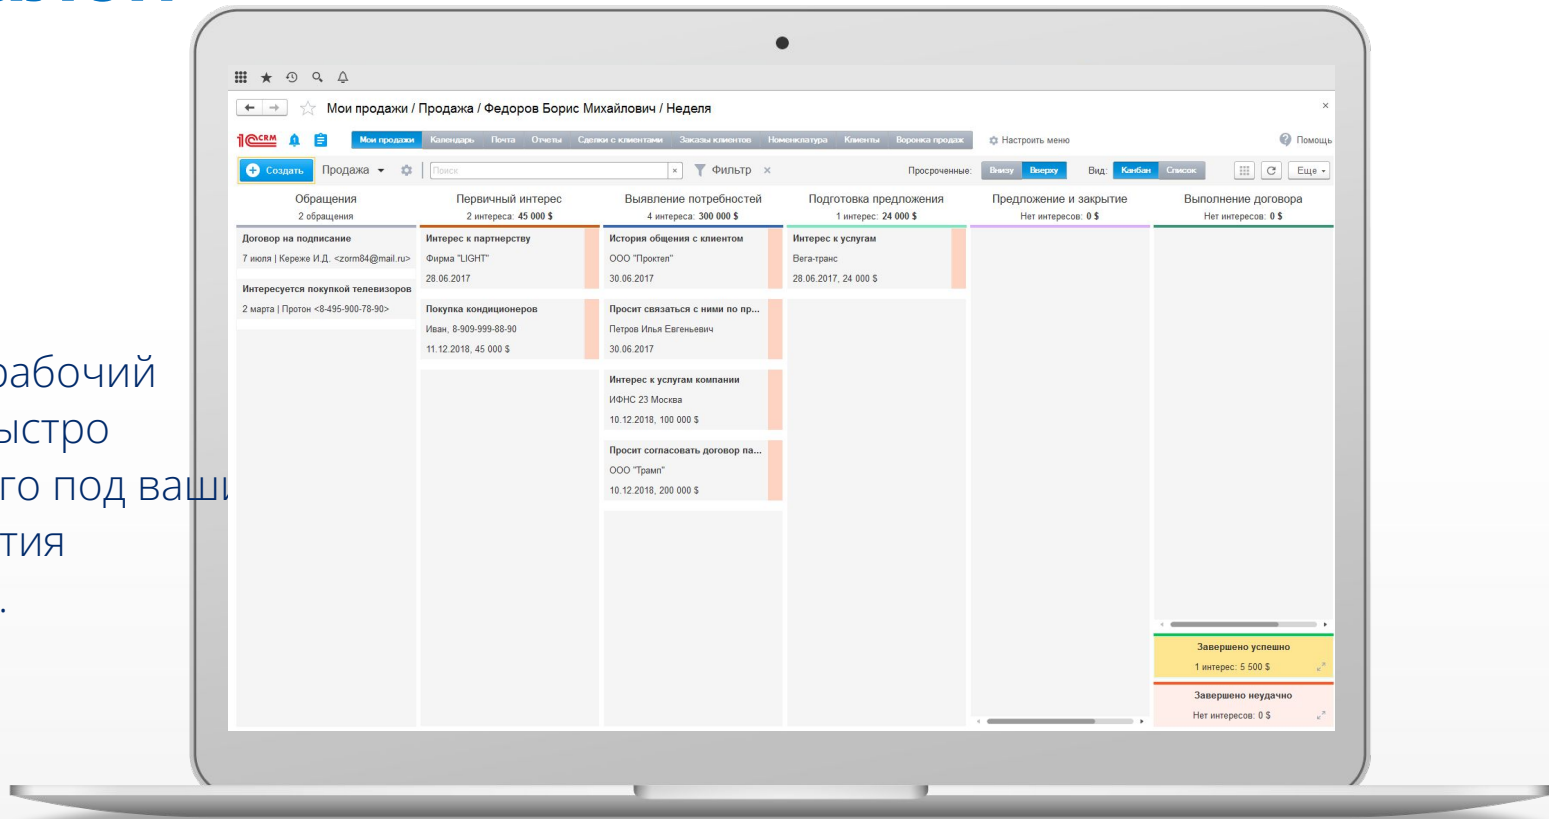 Мои продажи / Продажа / Федоров Борис Михайлович / Неделя
1С CRM
Мои продажи Календарь Почта Отчеты Сделки с клиентами Заказы клиентов Номенклатура Клиенты Воронка продаж Настроить меню Помощь
Создать Продажа Поиск Фильтр Просроченные: Внизу Вверху Вид: Канбан Список Еще
Обращения
2 обращения
Договор на подписание
7 июля | Кереже И.Д. <zorm84@mail.ru>
Интересуется покупкой телевизоров
2 марта | Протон <8-495-900-78-90>
Первичный интерес
2 интереса: 45 000 $
Интерес к партнерству
Фирма "LIGHT"
28.06.2017
Покупка кондиционеров
Иван, 8-909-999-88-90
11.12.2018, 45 000 $
Выявление потребностей
4 интереса: 300 000 $
История общения с клиентом
ООО "Проктел"
30.06.2017
Просит связаться с ними по пр...
Петров Илья Евгеньевич
30.06.2017
Интерес к услугам компании
ИФНС 23 Москва
10.12.2018, 100 000 $
Просит согласовать договор па...
ООО "Трамп"
10.12.2018, 200 000 $
Подготовка предложения
1 интерес: 24 000 $
Интерес к услугам
Вега-транс
28.06.2017, 24 000 $
Предложение и закрытие
Нет интересов: 0 $
Выполнение договора
Нет интересов: 0 $
Завершено успешно
1 интерес: 5 500 $
Завершено неудачно
Нет интересов: 0 $
рабочий
ыстро
го под ваши
тия
.